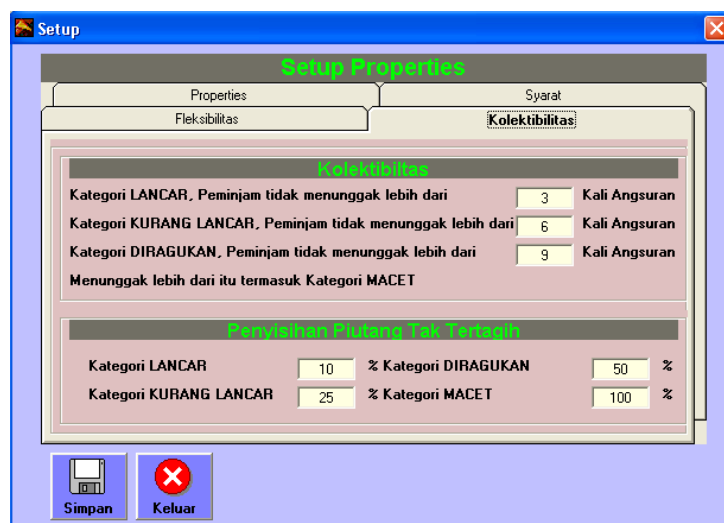 Setup
Setup Properties
Properties Syarat
Fleksibilitas Kolektibilitas
Kolektibiltas
Kategori LANCAR, Peminjam tidak menunggak lebih dari 3 Kali Angsuran
Kategori KURANG LANCAR, Peminjam tidak menunggak lebih dari 6 Kali Angsuran
Kategori DIRAGUKAN, Peminjam tidak menunggak lebih dari 9 Kali Angsuran
Menunggak lebih dari itu termasuk Kategori MACET
Penyisihan Piutang Tak Tertagih
Kategori LANCAR 10 % Kategori DIRAGUKAN 50 %
Kategori KURANG LANCAR 25 % Kategori MACET 100 %
Simpan Keluar